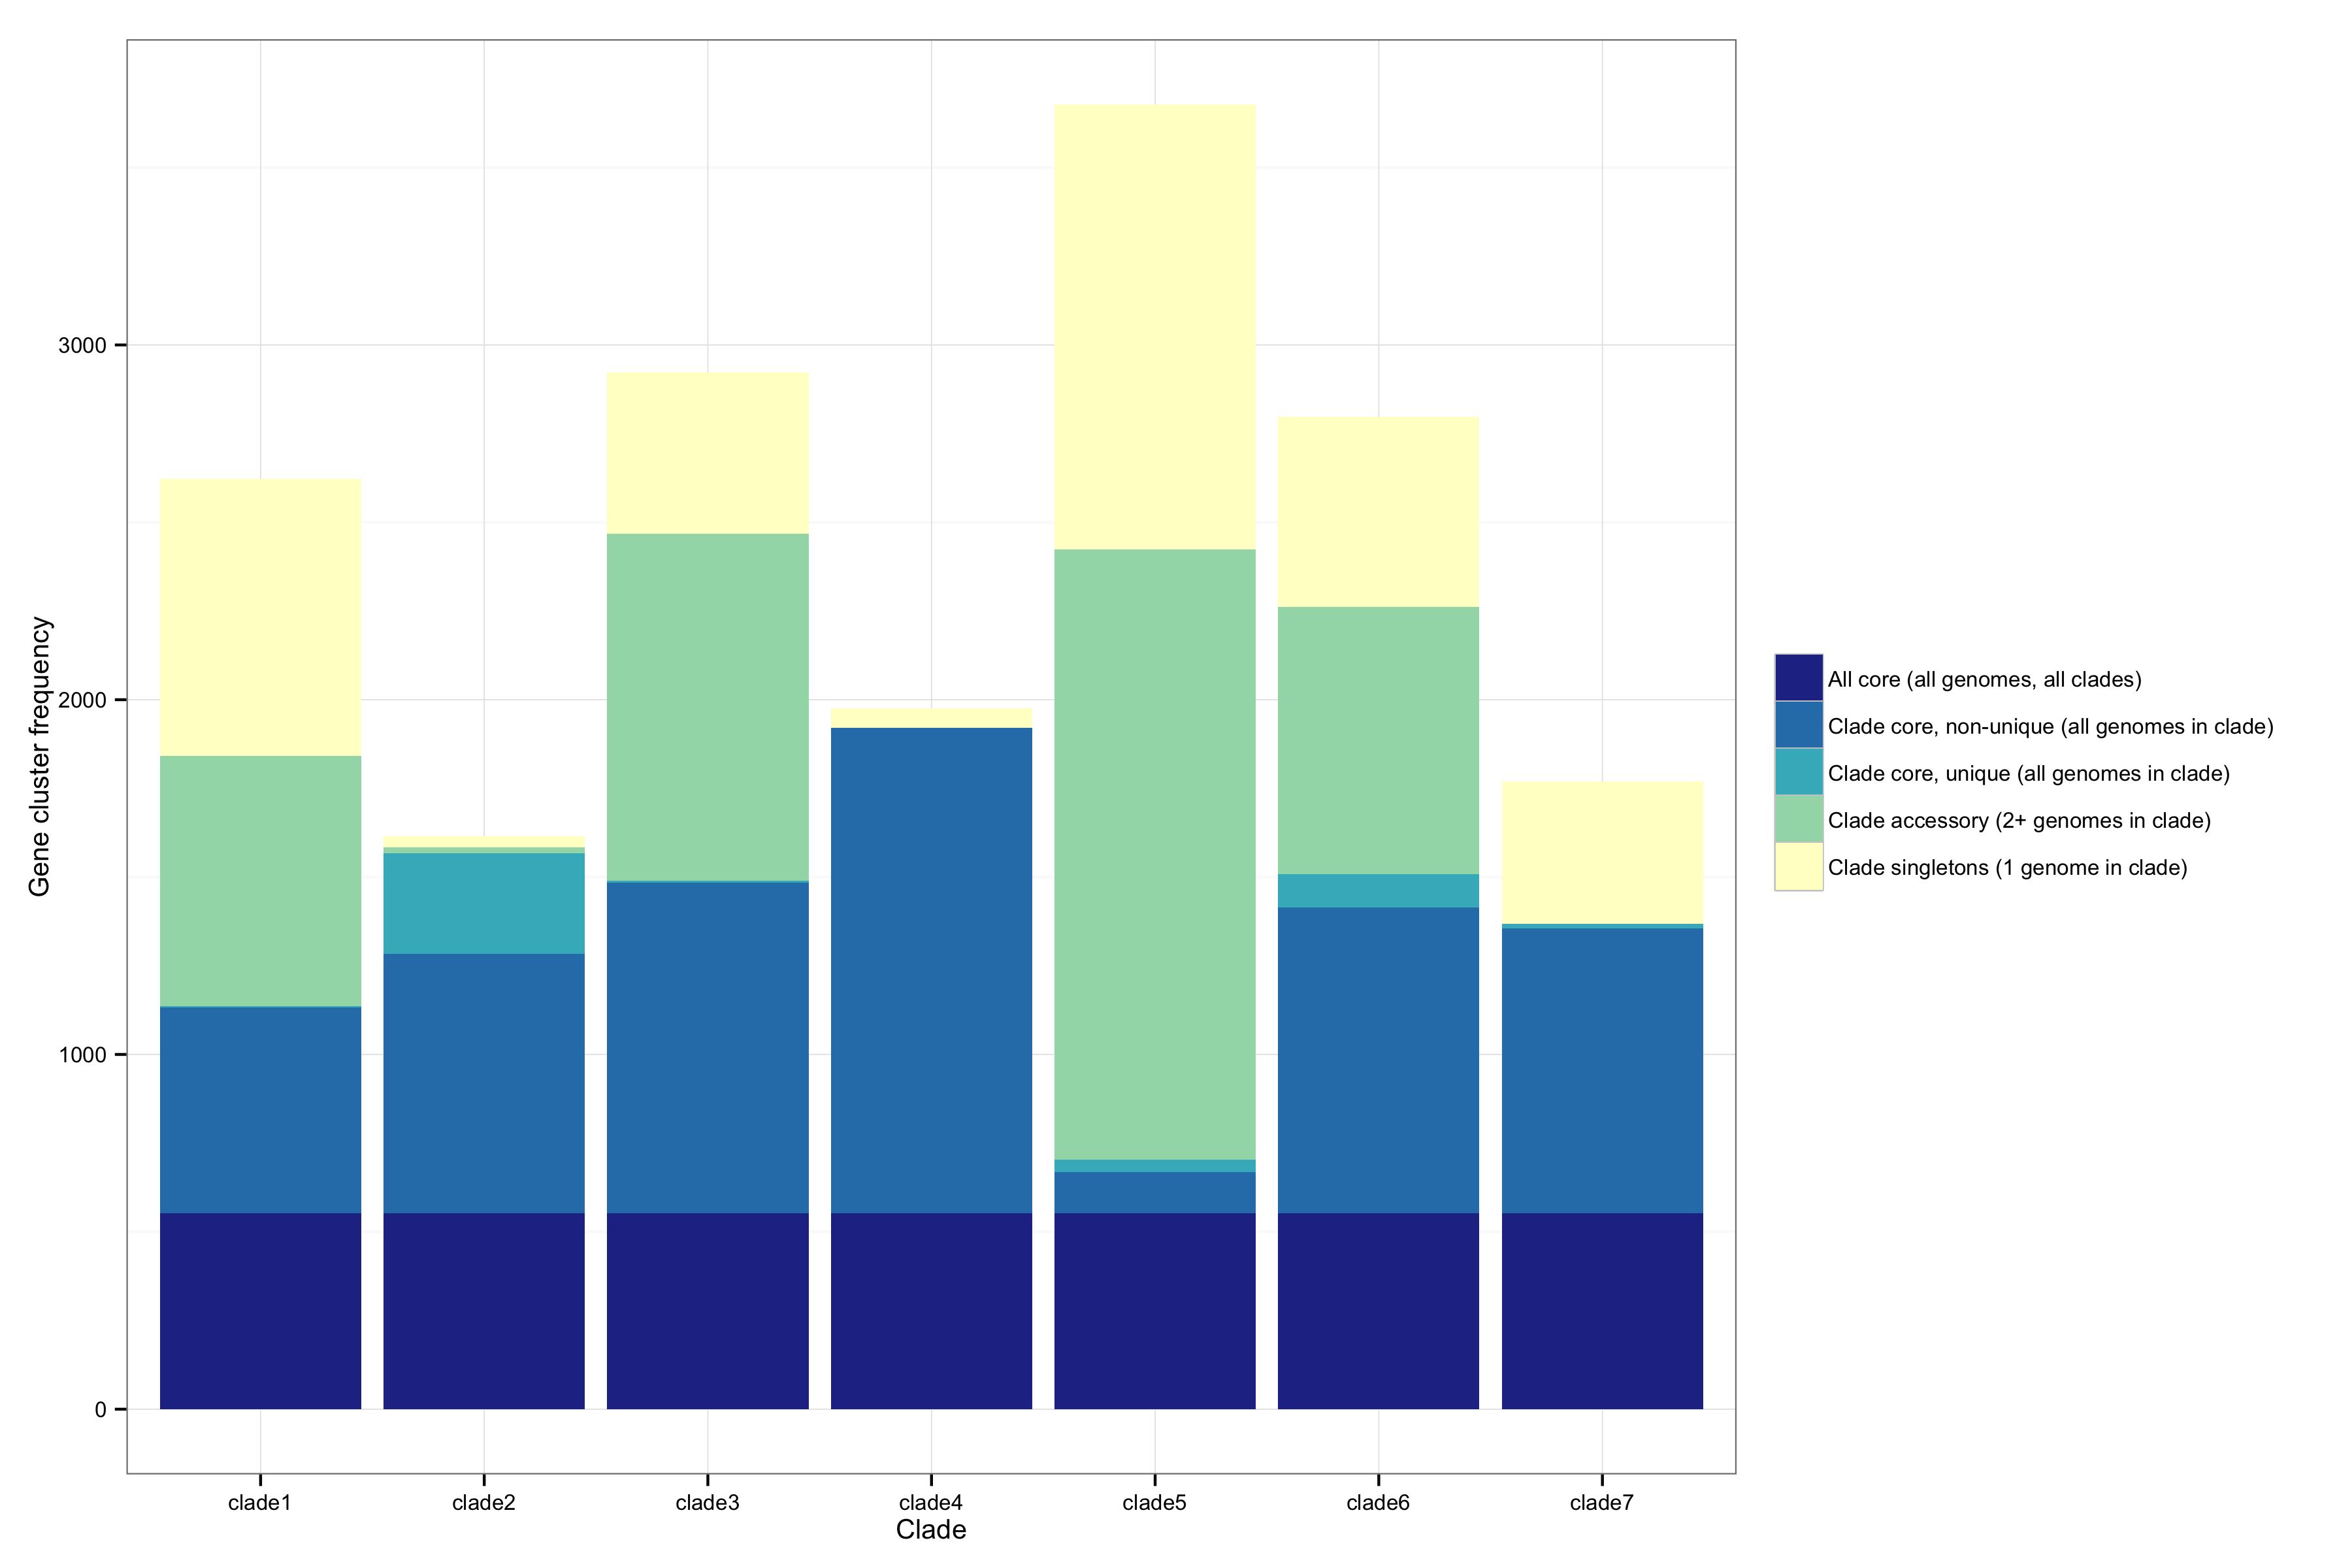 Gene cluster frequency
3000
2000
1000
0
clade1
clade2
clade3
clade4
clade5
clade6
clade7
Clade
All core (all genomes, all clades)
Clade core, non-unique (all genomes in clade)
Clade core, unique (all genomes in clade)
Clade accessory (2+ genomes in clade)
Clade singletons (1 genome in clade)